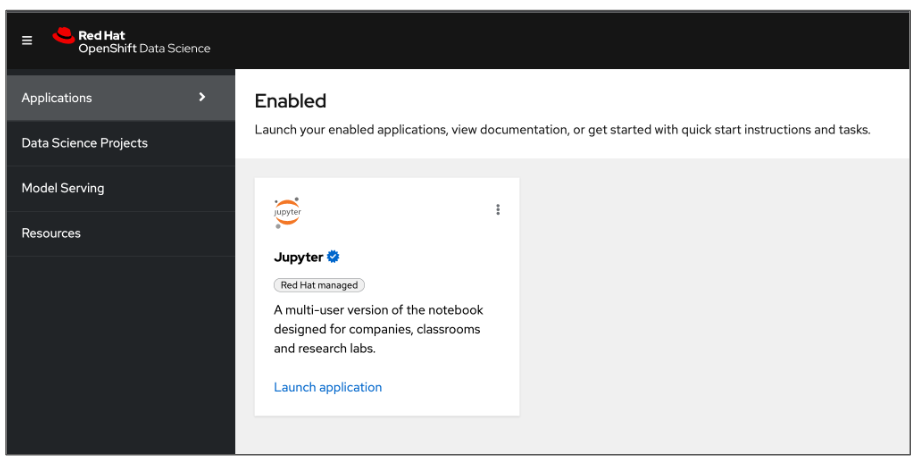 Red Hat
OpenShift Data Science
Applications
Data Science Projects
Model Serving
Resources
Enabled
Launch your enabled applications, view documentation, or get started with quick start instructions and tasks.
jupyter
Jupyter
Red Hat managed
A multi-user version of the notebook
designed for companies, classrooms
and research labs.
Launch application